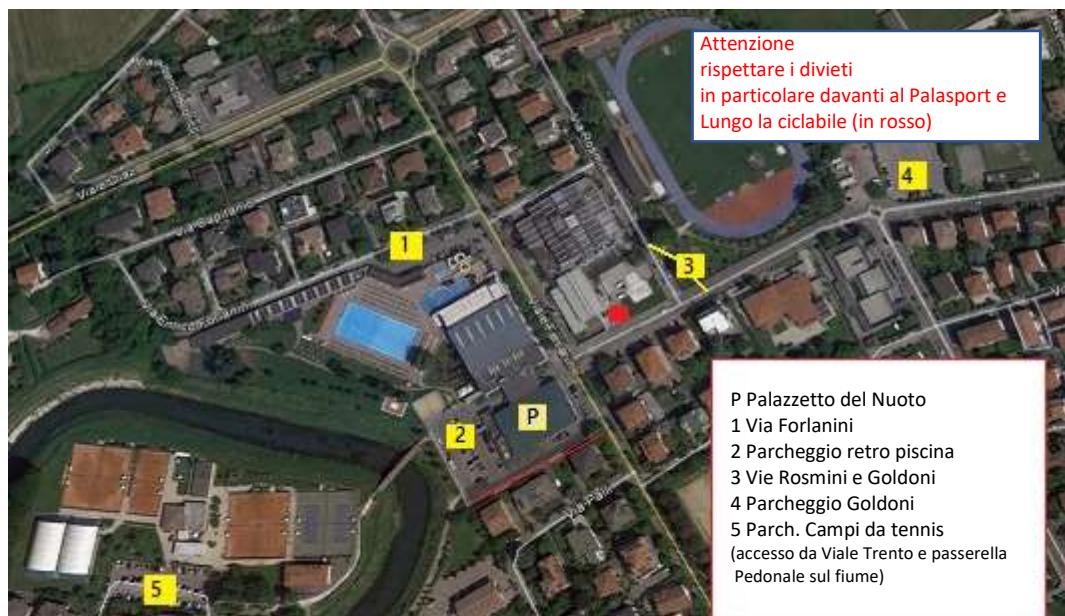 Attenzione
rispettare i divieti
in particolare davanti al Palasport e
Lungo la ciclabile (in rosso)
4
1
3
P
2
5
P Palazzetto del Nuoto
1 Via Forlanini
2 Parcheggio retro piscina
3 Vie Rosmini e Goldoni
4 Parcheggio Goldoni
5 Parch. Campi da tennis
(accesso da Viale Trento e passerella
Pedonale sul fiume)